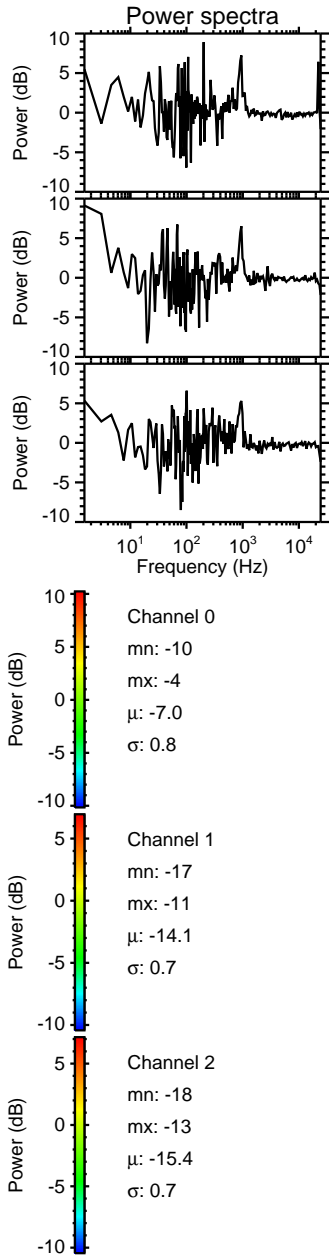 Power spectra
10
5
0
-5
-10
Power (dB)
10
5
0
-5
-10
Power (dB)
10
5
0
-5
-10
Power (dB)
10¹ 10² 10³ 10⁴
Frequency (Hz)
10
5
0
-5
-10
Power (dB)
Channel 0
mn: -10
mx: -4
μ: -7.0
σ: 0.8
5
0
-5
-10
Power (dB)
Channel 1
mn: -17
mx: -11
μ: -14.1
σ: 0.7
5
0
-5
-10
Power (dB)
Channel 2
mn: -18
mx: -13
μ: -15.4
σ: 0.7